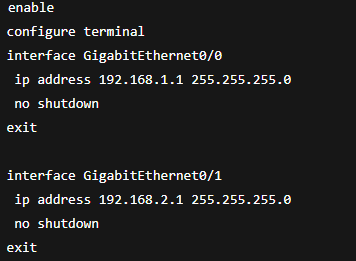 enable
configure terminal
interface GigabitEthernet0/0
ip address 192.168.1.1 255.255.255.0
no shutdown
exit
interface GigabitEthernet0/1
ip address 192.168.2.1 255.255.255.0
no shutdown
exit